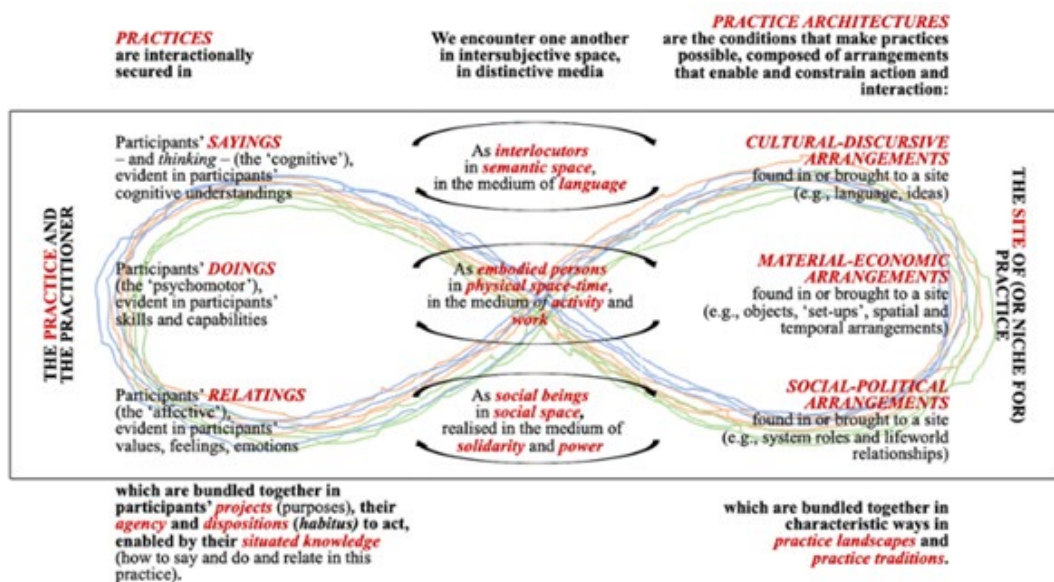 PRACTICES
are interactionally
secured in
We encounter one another
in intersubjective space,
in distinctive media
PRACTICE ARCHITECTURES
are the conditions that make practices
possible, composed of arrangements
that enable and constrain action and
interaction:
THE PRACTICE AND
THE PRACTITIONER
Participants' SAYINGS
– and thinking – (the 'cognitive'),
evident in participants'
cognitive understandings
As interlocutors
in semantic space,
in the medium of language
CULTURAL-DISCURSIVE
ARRANGEMENTS
found in or brought to a site
(e.g., language, ideas)
Participants' DOINGS
(the 'psychomotor'),
evident in participants'
skills and capabilities
As embodied persons
in physical space-time,
in the medium of activity and
work
MATERIAL-ECONOMIC
ARRANGEMENTS
found in or brought to a site
(e.g., objects, 'set-ups', spatial and
temporal arrangements)
Participants' RELATINGS
(the 'affective'),
evident in participants'
values, feelings, emotions
As social beings
in social space,
realised in the medium of
solidarity and power
SOCIAL-POLITICAL
ARRANGEMENTS
found in or brought to a site
(e.g., system roles and lifeworld
relationships)
THE SITE OF (OR NICHE FOR)
PRACTICE
which are bundled together in
participants' projects (purposes), their
agency and dispositions (habitus) to act,
enabled by their situated knowledge
(how to say and do and relate in this
practice).
which are bundled together in
characteristic ways in
practice landscapes and
practice traditions.